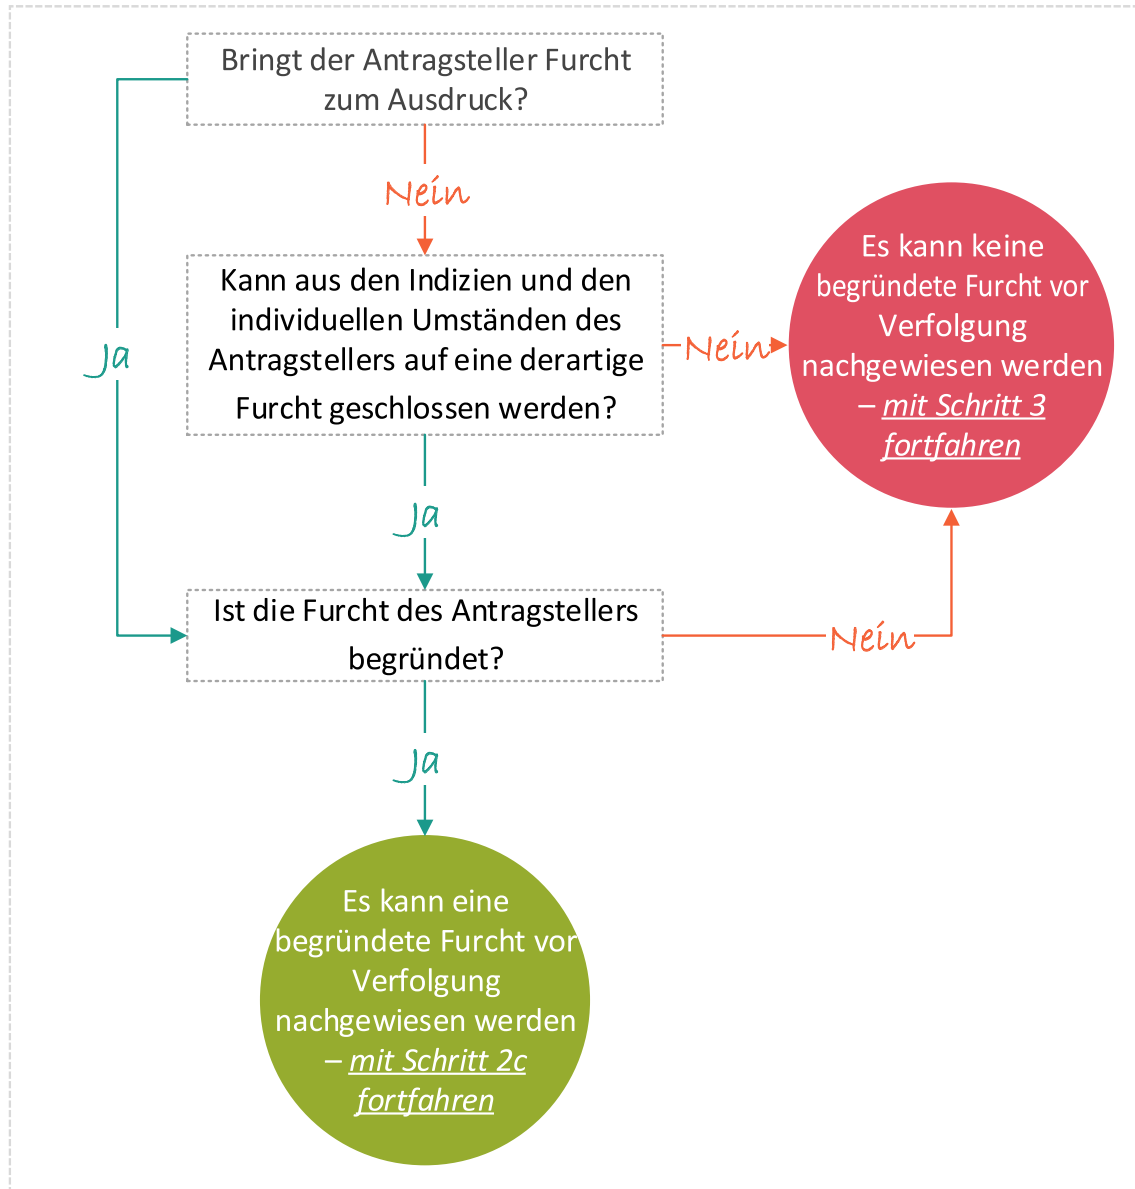 Bringt der Antragsteller Furcht
zum Ausdruck?
Nein
Kann aus den Indizien und den
individuellen Umständen des
Antragstellers auf eine derartige
Furcht geschlossen werden?
Nein
Es kann keine
begründete Furcht vor
Verfolgung
nachgewiesen werden
– mit Schritt 3
fortfahren
Ja
Ja
Ist die Furcht des Antragstellers
begründet?
Nein
Ja
Es kann eine
begründete Furcht vor
Verfolgung
nachgewiesen werden
– mit Schritt 2c
fortfahren